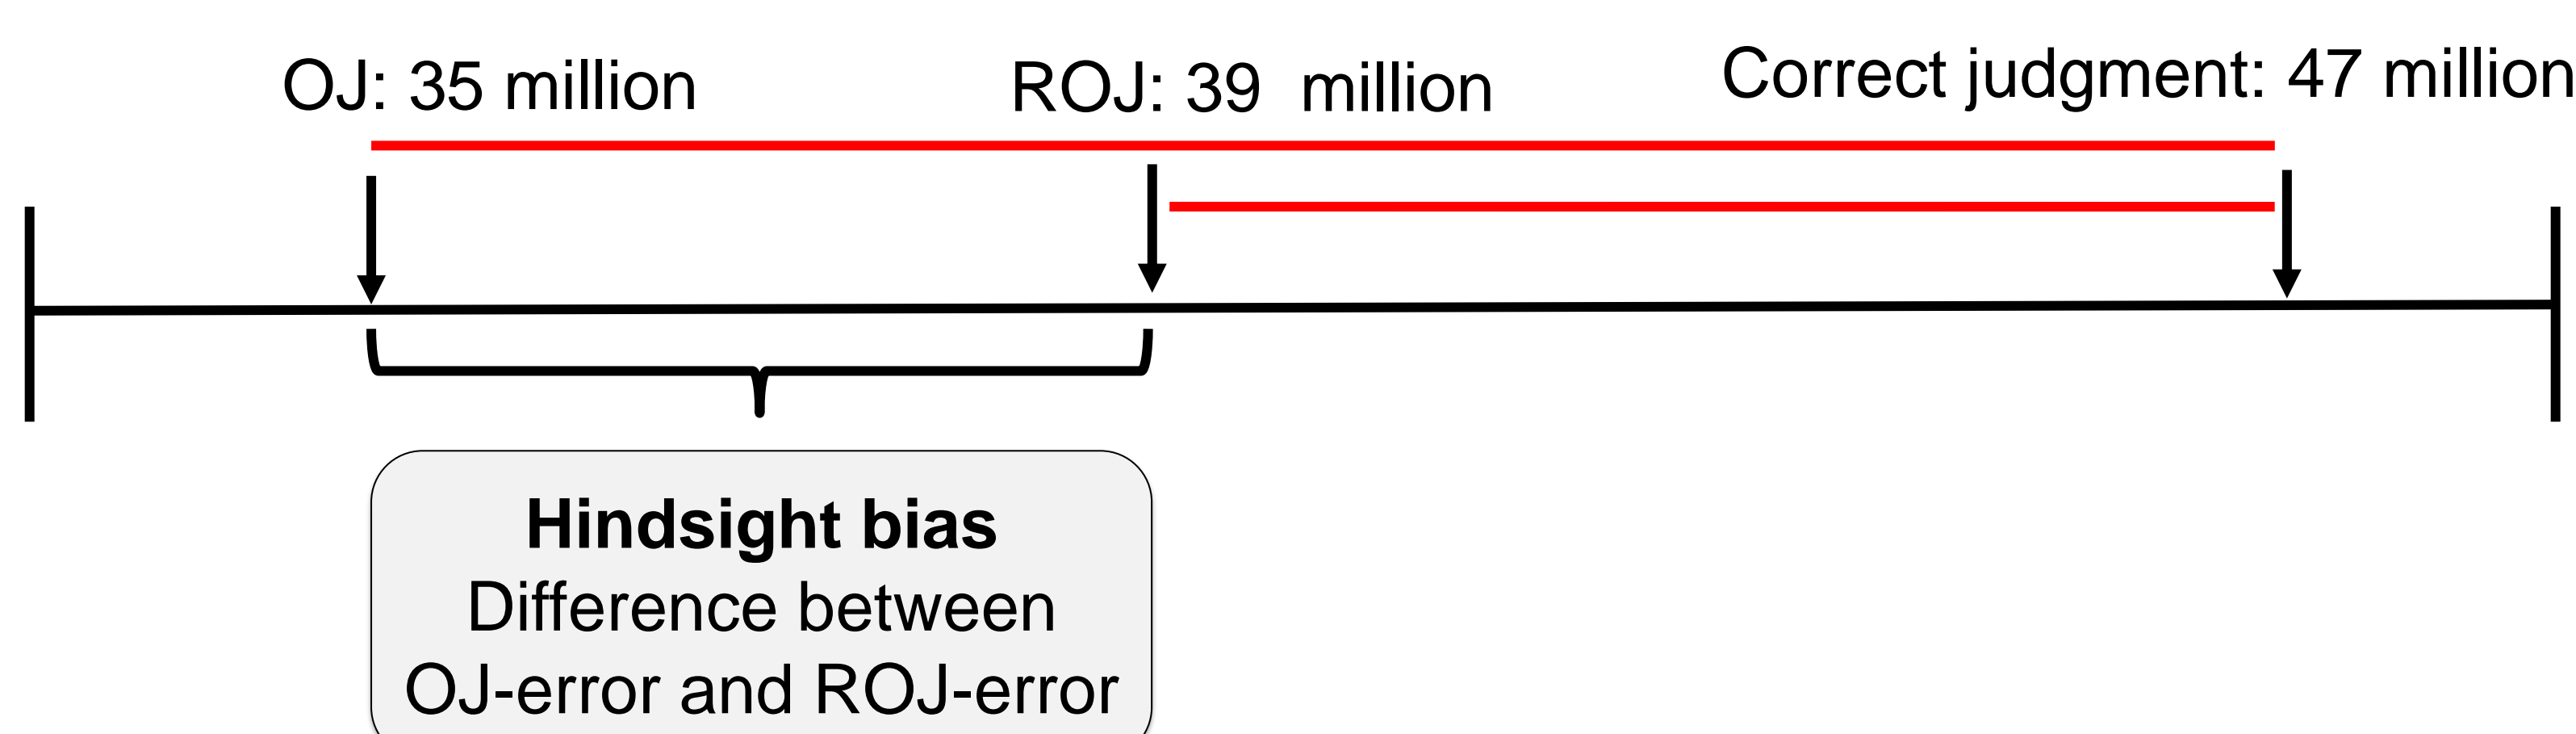 OJ: 35 million
ROJ: 39 million
Correct judgment: 47 million
Hindsight bias
Difference between
OJ-error and ROJ-error